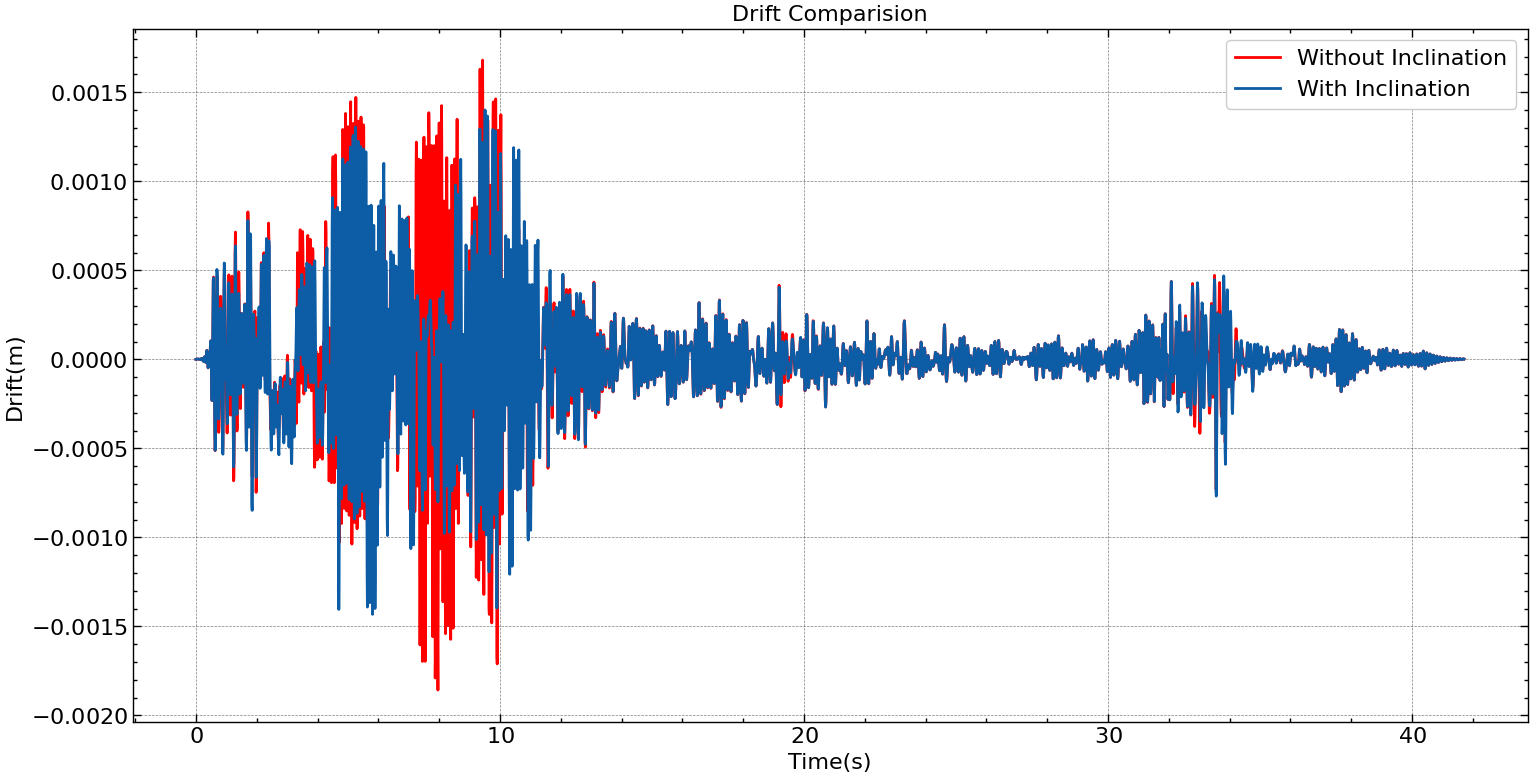 Drift Comparision
Without Inclination
With Inclination
0.0015
0.0010
0.0005
0.0000
−0.0005
−0.0010
−0.0015
−0.0020
Drift(m)
0
10
20
30
40
Time(s)